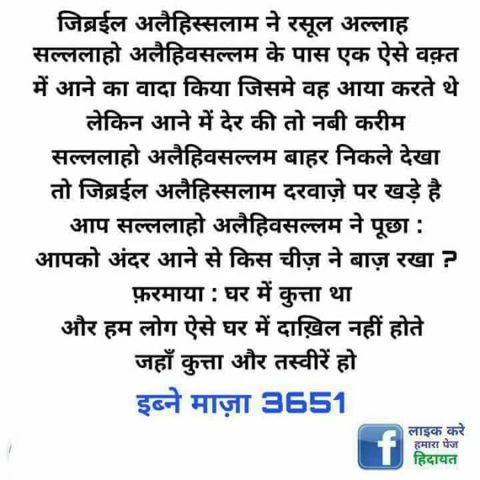 जिब्रईल अलैहिस्सलाम ने रसूल अल्लाह
सल्ललाहो अलैहिवसल्लम के पास एक ऐसे वक़्त
में आने का वादा किया जिसमे वह आया करते थे
लेकिन आने में देर की तो नबी करीम
सल्ललाहो अलैहिवसल्लम बाहर निकले देखा
तो जिब्रईल अलैहिस्सलाम दरवाज़े पर खड़े है
आप सल्ललाहो अलैहिवसल्लम ने पूछा :
आपको अंदर आने से किस चीज़ ने बाज़ रखा ?
फ़रमाया : घर में कुत्ता था
और हम लोग ऐसे घर में दाख़िल नहीं होते
जहाँ कुत्ता और तस्वीरें हो
इब्ने माज़ा 3651
f
लाइक करे
हमारा पेज
हिदायत